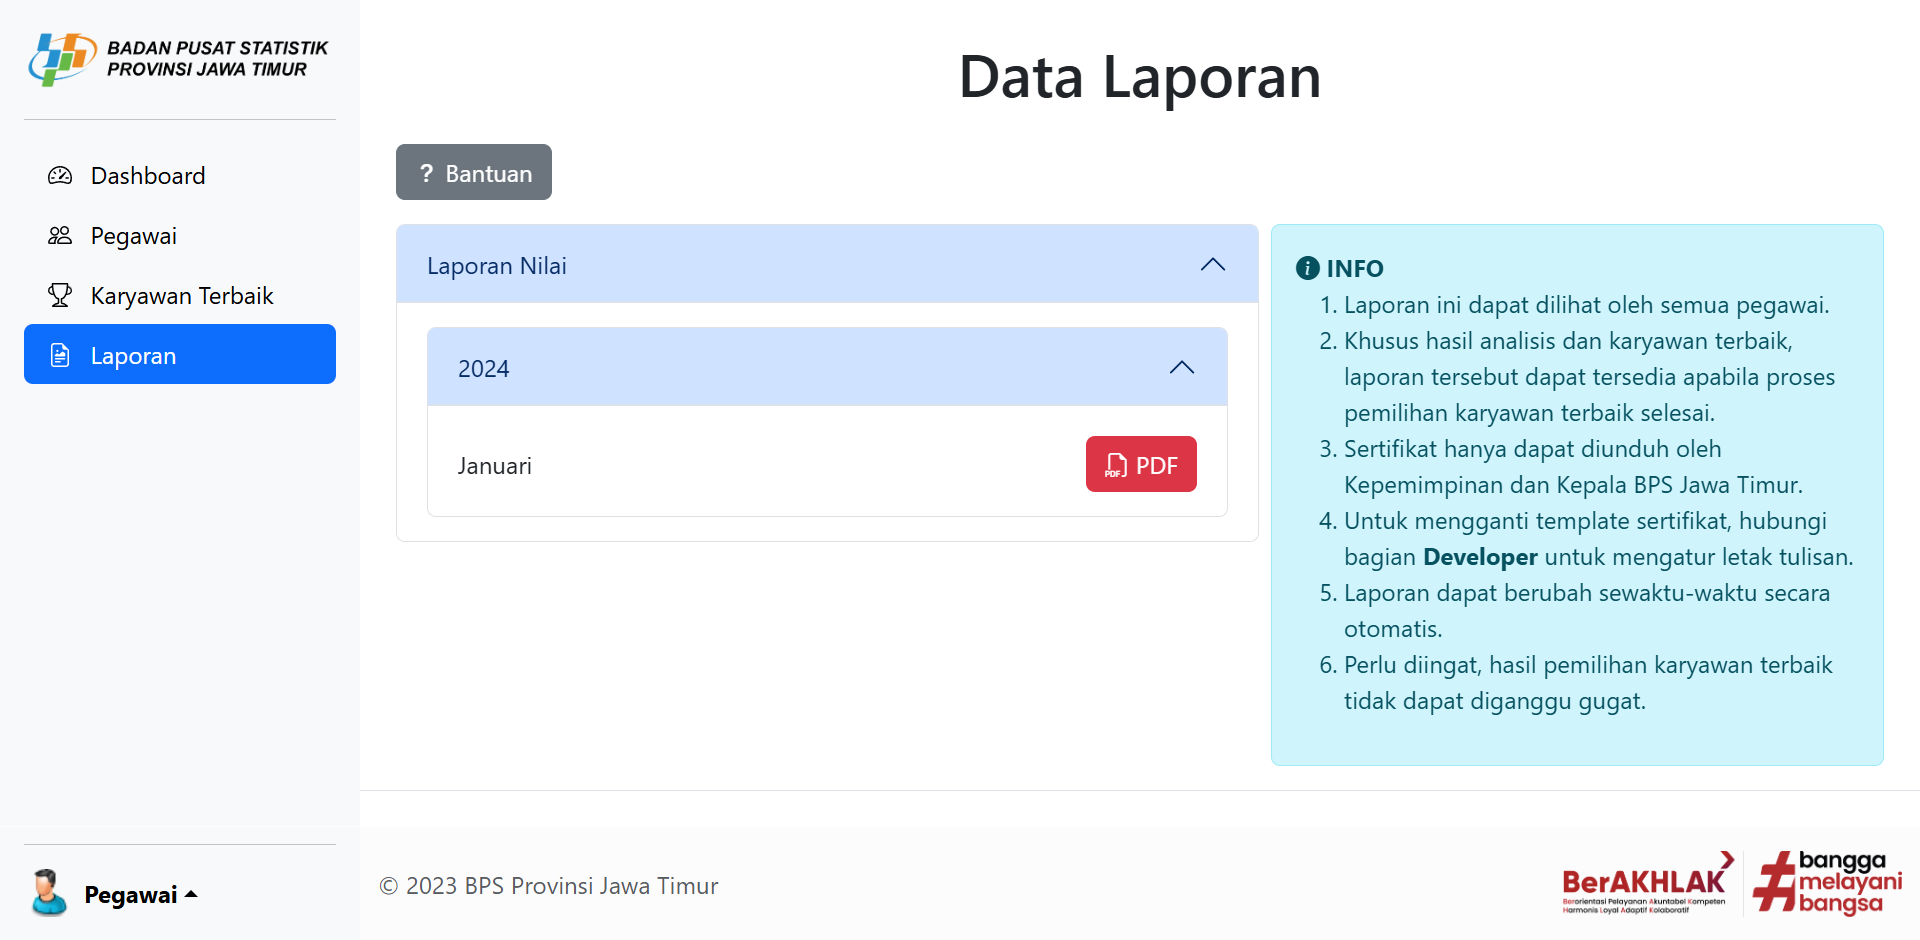 BADAN PUSAT STATISTIK
PROVINSI JAWA TIMUR
Dashboard
Pegawai
Karyawan Terbaik
Laporan
Pegawai
Data Laporan
? Bantuan
Laporan Nilai
2024
Januari
PDF PDF
INFO
1. Laporan ini dapat dilihat oleh semua pegawai.
2. Khusus hasil analisis dan karyawan terbaik,
laporan tersebut dapat tersedia apabila proses
pemilihan karyawan terbaik selesai.
3. Sertifikat hanya dapat diunduh oleh
Kepemimpinan dan Kepala BPS Jawa Timur.
4. Untuk mengganti template sertifikat, hubungi
bagian Developer untuk mengatur letak tulisan.
5. Laporan dapat berubah sewaktu-waktu secara
otomatis.
6. Perlu diingat, hasil pemilihan karyawan terbaik
tidak dapat diganggu gugat.
© 2023 BPS Provinsi Jawa Timur
BerAKHLAK
Berorientasi Pelayanan Akuntabel Kompeten
Harmonis Loyal Adaptif Kolaboratif
#bangga
melayani
bangsa